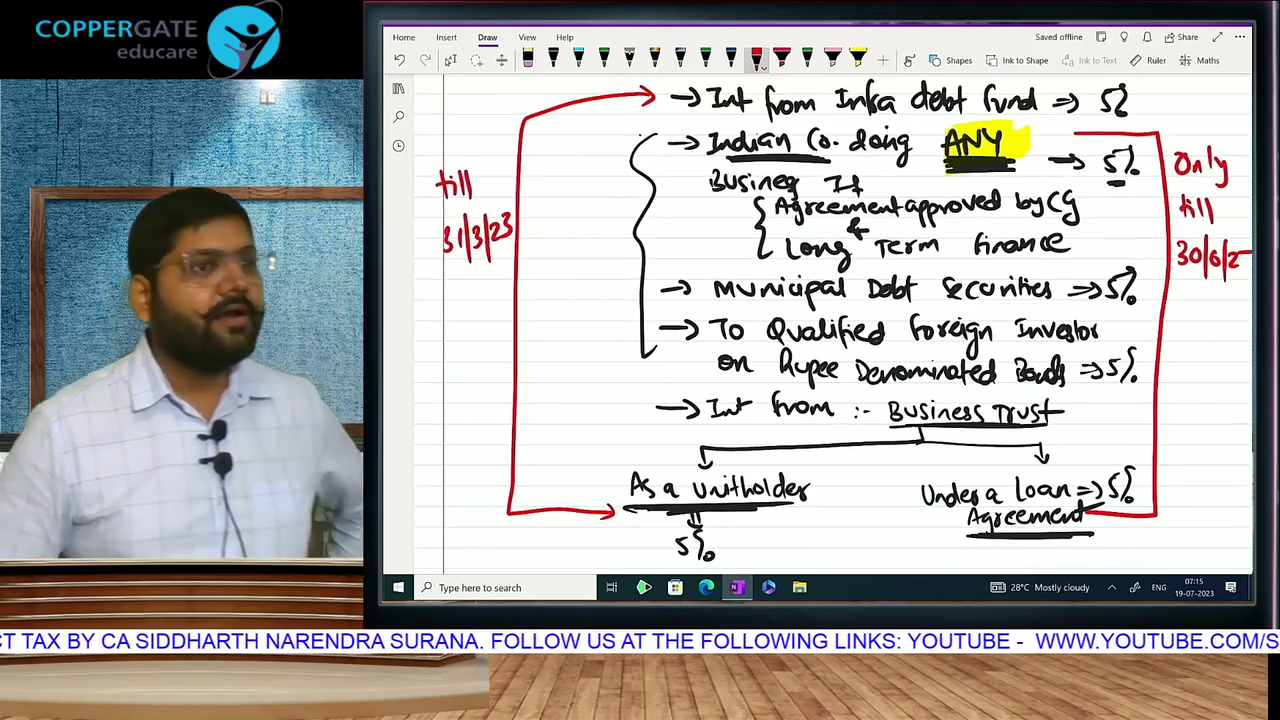 COPPERGATE
educare
Home Insert Draw View Help
Saved offline Share
Shapes Ink to Shape Ink to Text Ruler Maths
→ Int from Infra debt fund ⇒ 5%
→ Indian Co. doing ANY → 5%
Business If
Agreement approved by CG
&
Long Term finance
→ Municipal Debt Securities ⇒ 5%
→ To Qualified foreign Investor
on Rupee Denominated Bonds ⇒ 5%
→ Int from :- Business Trust
As a unitholder
5%
Under a loan ⇒ 5%
Agreement
till
31/3/23
Only
till
30/6/2
Type here to search
28°C Mostly cloudy ENG 07:15
19-07-2023
CT TAX BY CA SIDDHARTH NARENDRA SURANA. FOLLOW US AT THE FOLLOWING LINKS: YOUTUBE - WWW.YOUTUBE.COM/S